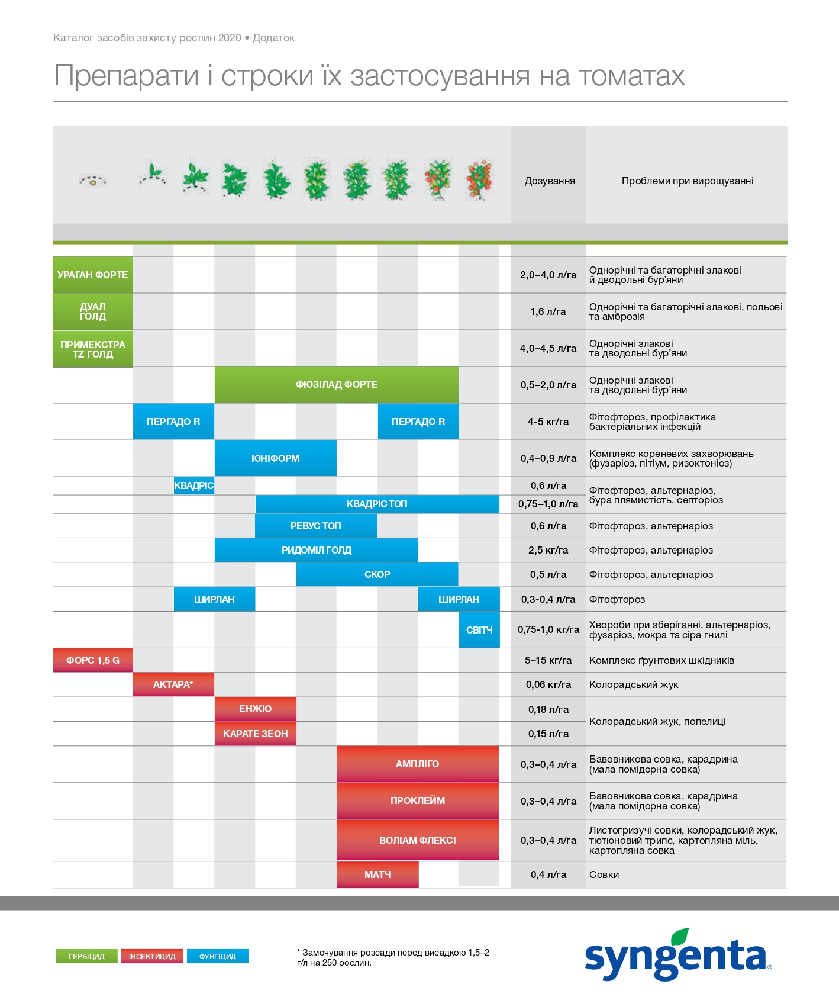 Каталог засобів захисту рослин 2020 • Додаток
Препарати і строки їх застосування на томатах
Дозування
Проблеми при вирощуванні
УРАГАН ФОРТЕ
2,0–4,0 л/га
Однорічні та багаторічні злакові
й дводольні бур’яни
ДУАЛ
ГОЛД
1,6 л/га
Однорічні та багаторічні злакові, польові
та амброзія
ПРИМЕКСТРА
TZ ГОЛД
4,0–4,5 л/га
Однорічні злакові
та дводольні бур’яни
ФЮЗІЛАД ФОРТЕ
0,5–2,0 л/га
Однорічні злакові
та дводольні бур’яни
ПЕРГАДО R
ПЕРГАДО R
4-5 кг/га
Фітофтороз, профілактика
бактеріальних інфекцій
ЮНІФОРМ
0,4–0,9 л/га
Комплекс кореневих захворювань
(фузаріоз, пітіум, ризоктоніоз)
КВАДРІС
0,6 л/га
Фітофтороз, альтернаріоз,
бура плямистість, септоріоз
КВАДРІС ТОП
0,75–1,0 л/га
РЕВУС ТОП
0,6 л/га
Фітофтороз, альтернаріоз
РИДОМІЛ ГОЛД
2,5 кг/га
Фітофтороз, альтернаріоз
СКОР
0,5 л/га
Фітофтороз, альтернаріоз
ШИРЛАН
ШИРЛАН
0,3-0,4 л/га
Фітофтороз
СВІТЧ
0,75-1,0 кг/га
Хвороби при зберіганні, альтернаріоз,
фузаріоз, мокра та сіра гнилі
ФОРС 1,5 G
5–15 кг/га
Комплекс ґрунтових шкідників
АКТАРА*
0,06 кг/га
Колорадський жук
ЕНЖІО
0,18 л/га
Колорадський жук, попелиці
КАРАТЕ ЗЕОН
0,15 л/га
АМПЛІГО
0,3–0,4 л/га
Бавовникова совка, карадрина
(мала помідорна совка)
ПРОКЛЕЙМ
0,3–0,4 л/га
Бавовникова совка, карадрина
(мала помідорна совка)
ВОЛІАМ ФЛЕКСІ
0,3–0,4 л/га
Листогризучі совки, колорадський жук,
тютюновий трипс, картопляна міль,
картопляна совка
МАТЧ
0,4 л/га
Совки
ГЕРБІЦИД
ІНСЕКТИЦИД
ФУНГІЦИД
* Замочування розсади перед висадкою 1,5–2
г/л на 250 рослин.
syngenta®